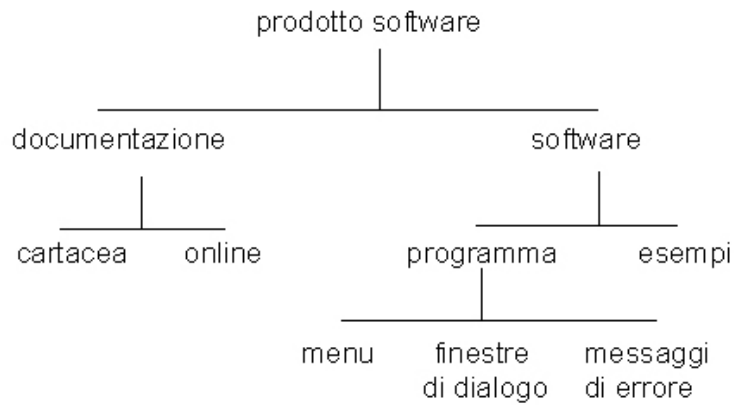 prodotto software
documentazione software
cartacea online programma esempi
menu finestre messaggi
di dialogo di errore